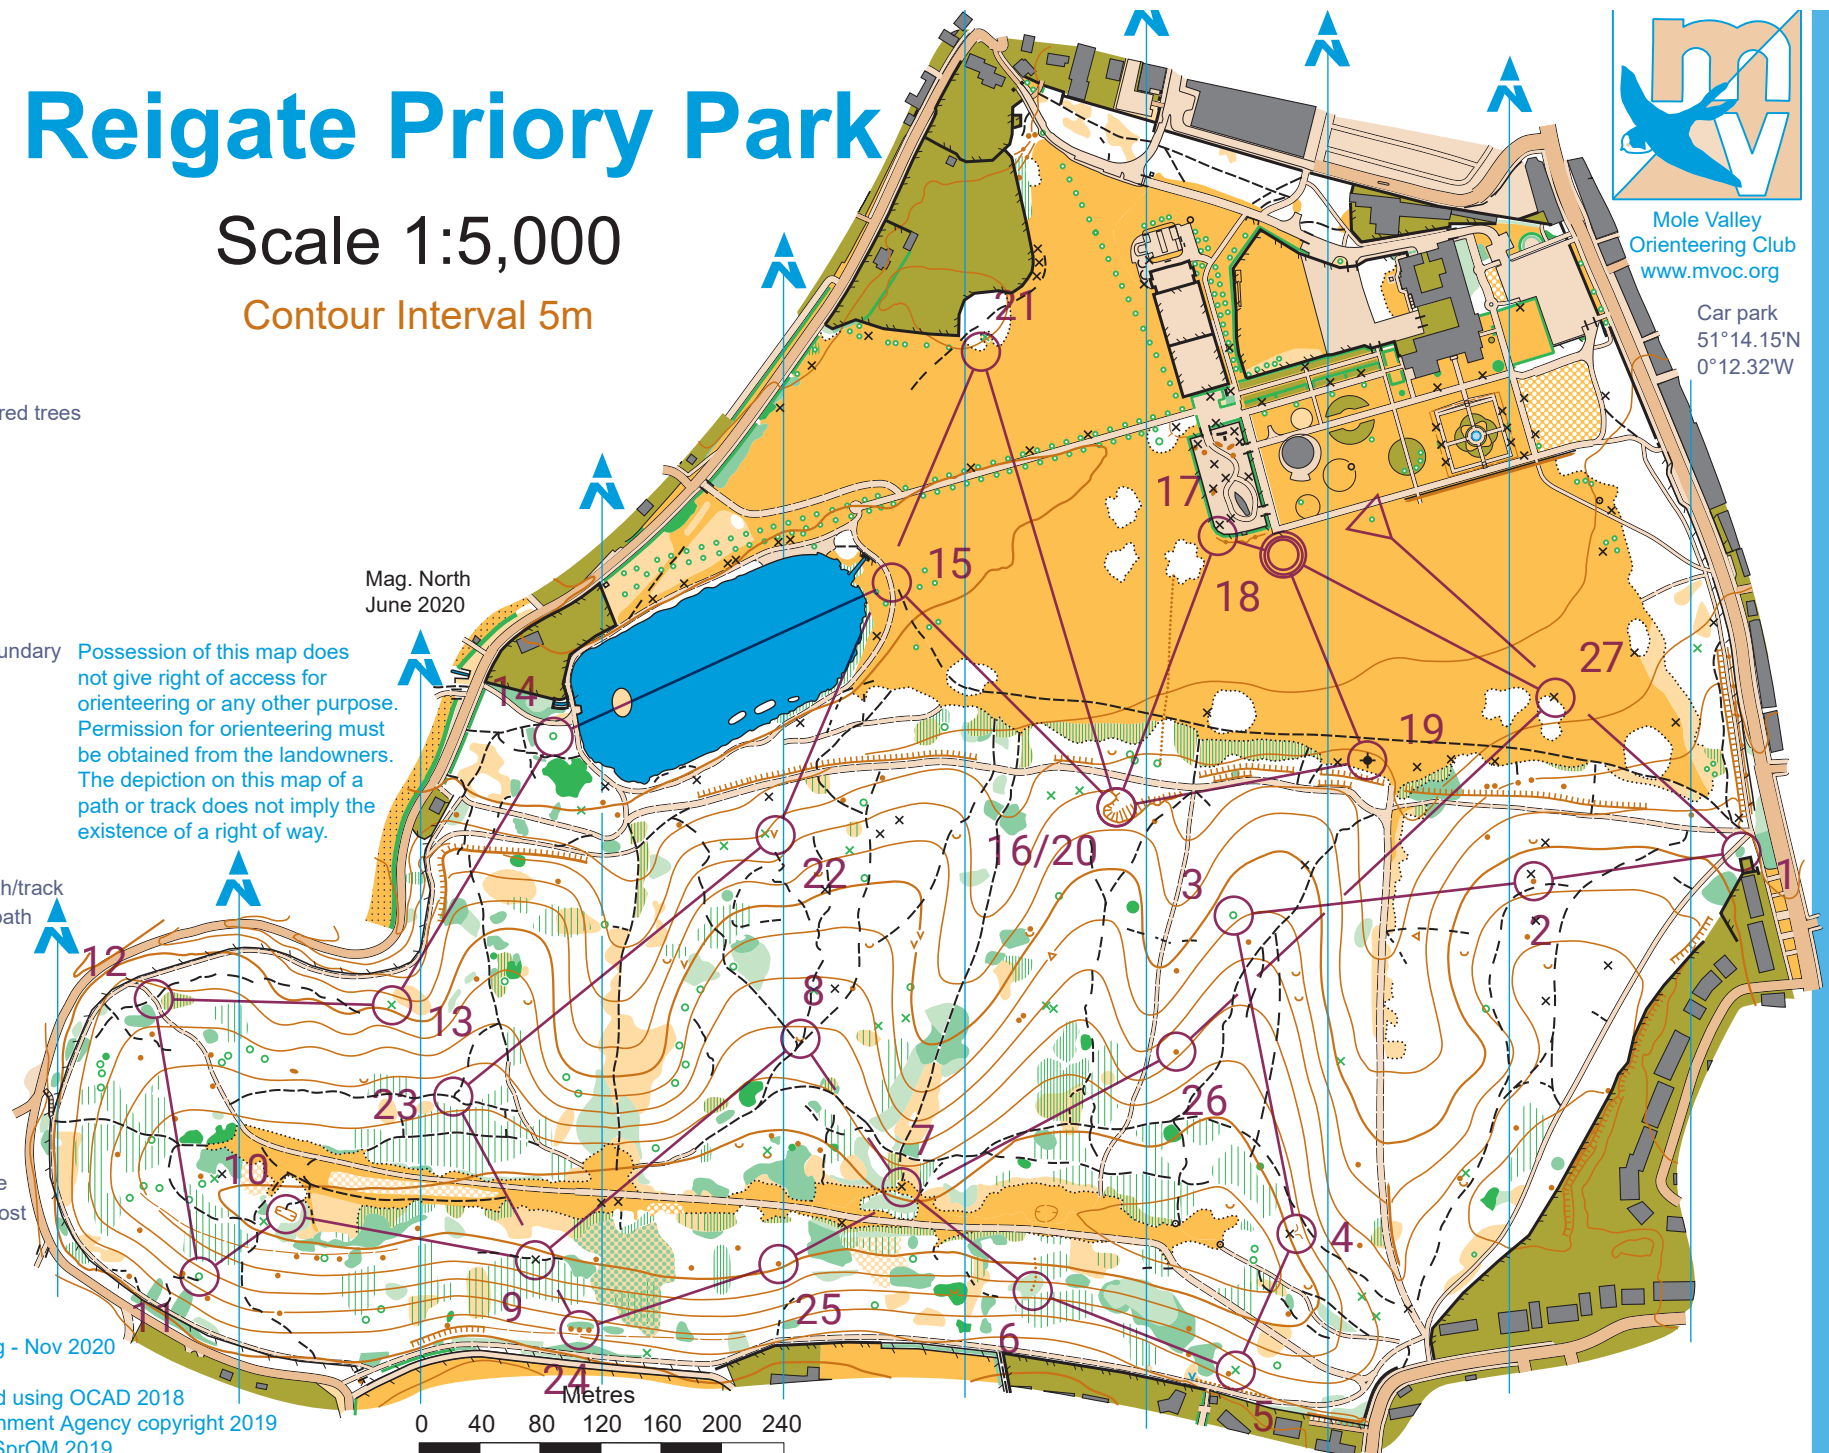 Reigate Priory Park
Scale 1:5,000
Contour Interval 5m
mv
Mole Valley
Orienteering Club
www.mvoc.org
Car park
51°14.15'N
0°12.32'W
red trees
Mag. North
June 2020
undary
Possession of this map does
not give right of access for
orienteering or any other purpose.
Permission for orienteering must
be obtained from the landowners.
The depiction on this map of a
path or track does not imply the
existence of a right of way.
h/track
path
e
ost
g - Nov 2020
d using OCAD 2018
nment Agency copyright 2019
SprOM 2019
21
17
15
18
27
14
19
16/20
22
3
1
2
12
13
8
23
26
7
10
4
11
9
25
6
24
5
Metres
0 40 80 120 160 200 240